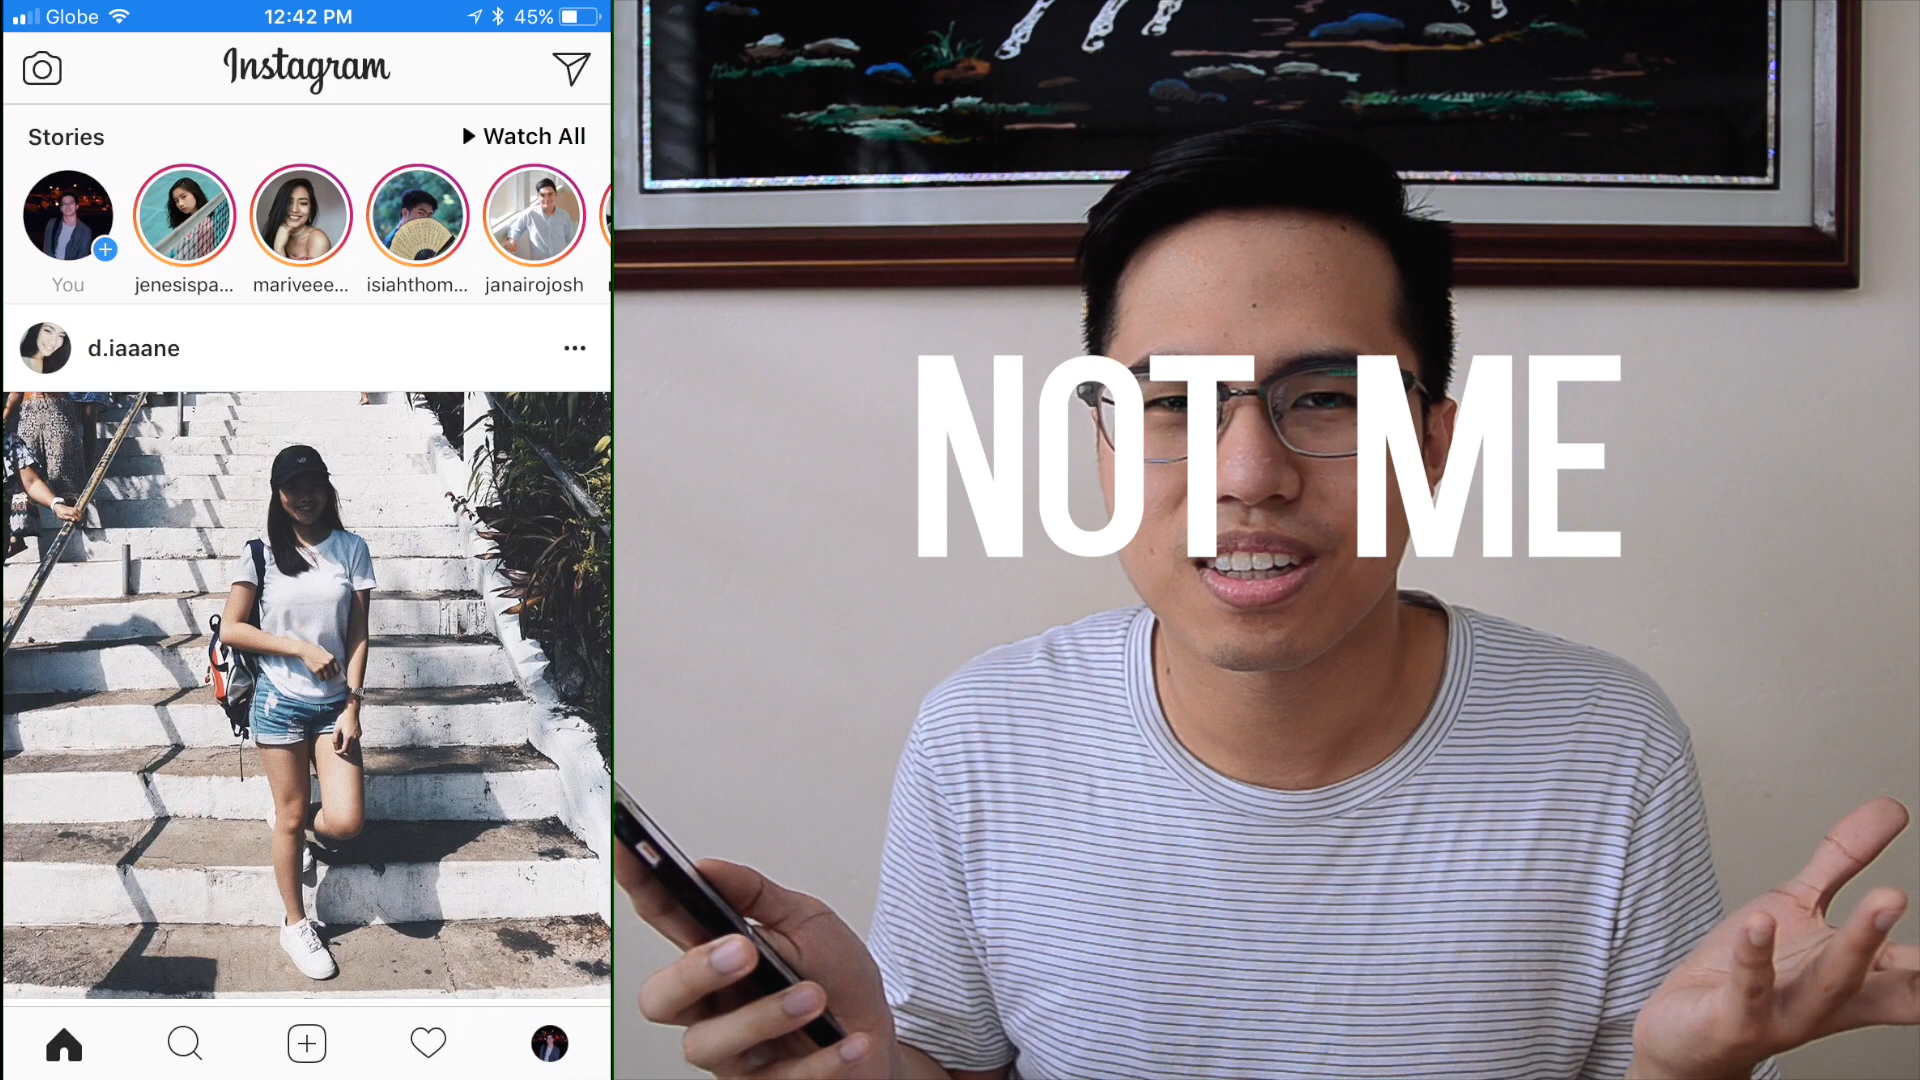 Globe 12:42 PM 45%
Instagram
Stories Watch All
You jenesispa... mariveee... isiahthom... janairojosh
d.iaaane
NOT ME